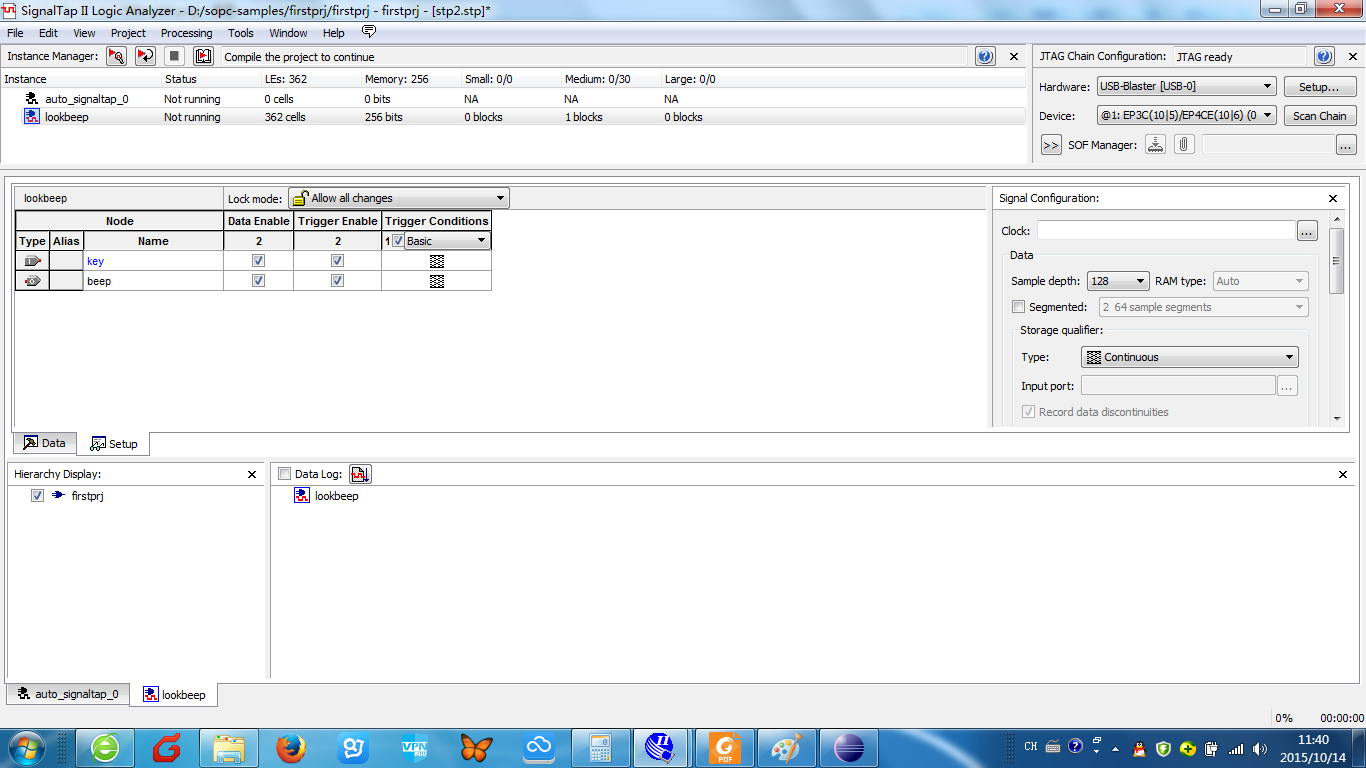 SignalTap II Logic Analyzer - D:/sopc-samples/firstprj/firstprj - firstprj - [stp2.stp]*
File Edit View Project Processing Tools Window Help
Instance Manager: Compile the project to continue
JTAG Chain Configuration: JTAG ready
Instance Status LEs: 362 Memory: 256 Small: 0/0 Medium: 0/30 Large: 0/0
auto_signaltap_0 Not running 0 cells 0 bits NA NA NA
lookbeep Not running 362 cells 256 bits 0 blocks 1 blocks 0 blocks
Hardware: USB-Blaster [USB-0] Setup...
Device: @1: EP3C(10|5)/EP4CE(10|6) (0 Scan Chain
>> SOF Manager: ...
lookbeep Lock mode: Allow all changes
Node Data Enable Trigger Enable Trigger Conditions
Type Alias Name 2 2 1 Basic
key
beep
Signal Configuration:
Clock: ...
Data
Sample depth: 128 RAM type: Auto
Segmented: 2 64 sample segments
Storage qualifier:
Type: Continuous
Input port: ...
Record data discontinuities
Data Setup
Hierarchy Display:
firstprj
Data Log:
lookbeep
auto_signaltap_0 lookbeep
0% 00:00:00
VPN
PDF
CH
11:40
2015/10/14